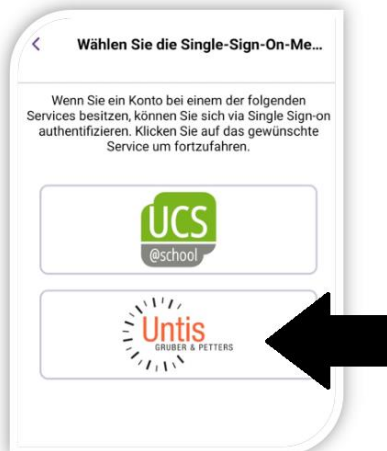 Wählen Sie die Single-Sign-On-Me...
Wenn Sie ein Konto bei einem der folgenden
Services besitzen, können Sie sich via Single Sign-on
authentifizieren. Klicken Sie auf das gewünschte
Service um fortzufahren.
UCS
@school
Untis
GRUBER & PETTERS